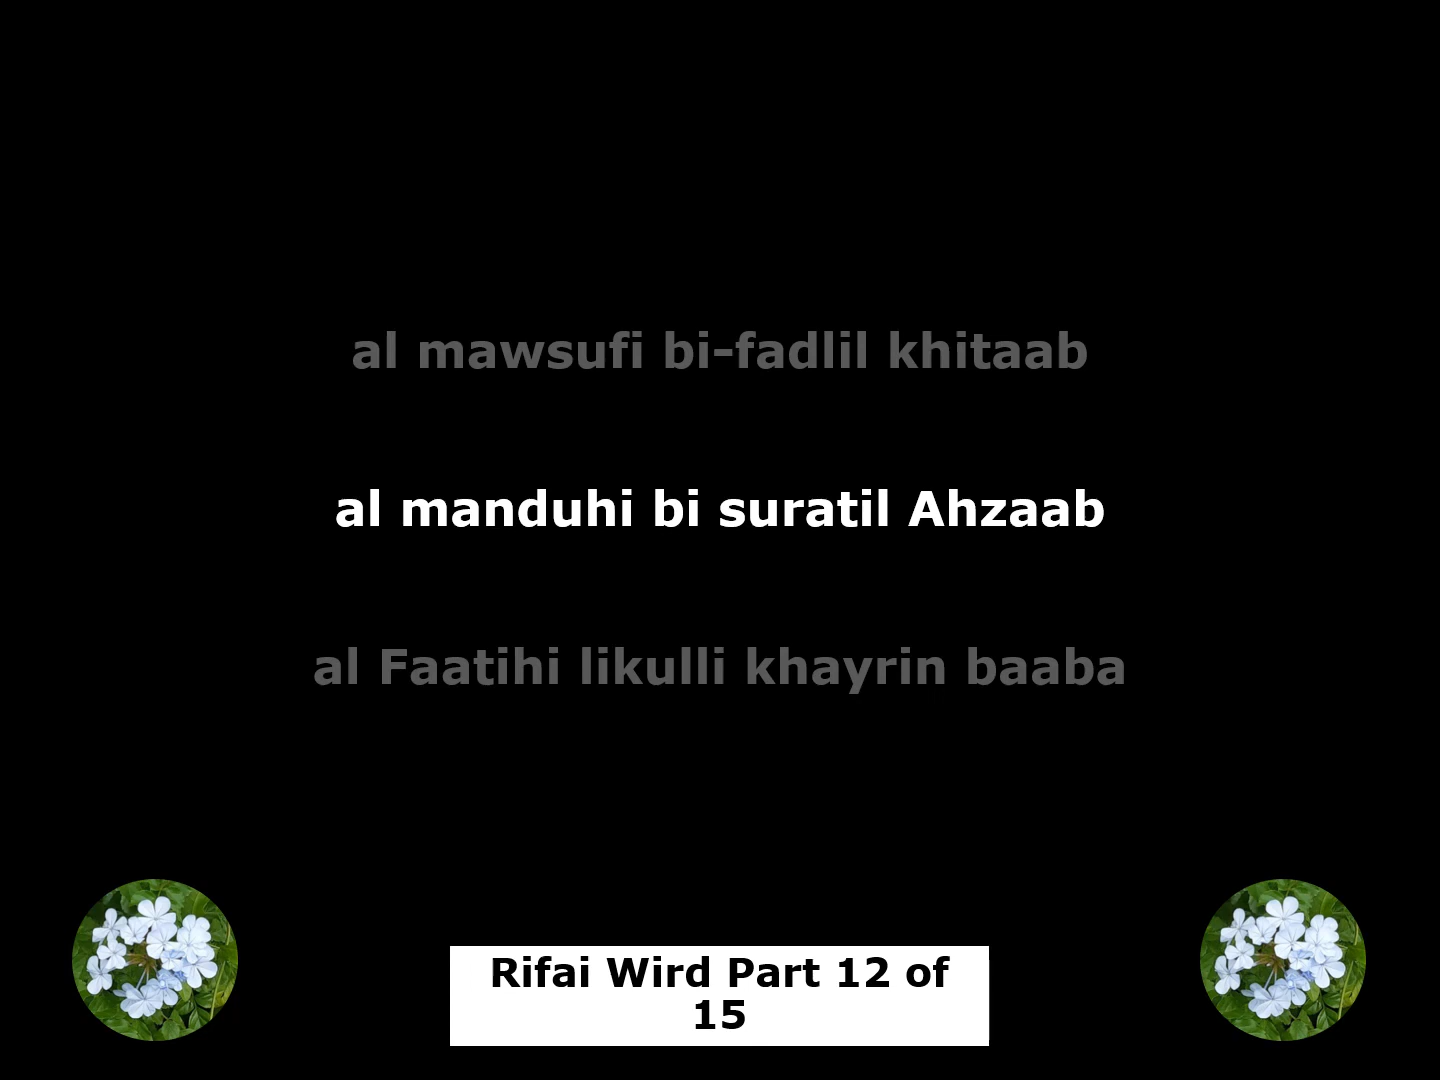 al mawsufi bi-fadlil khitaab
al manduhi bi suratil Ahzaab
al Faatihi likulli khayrin baaba
Rifai Wird Part 12 of
15